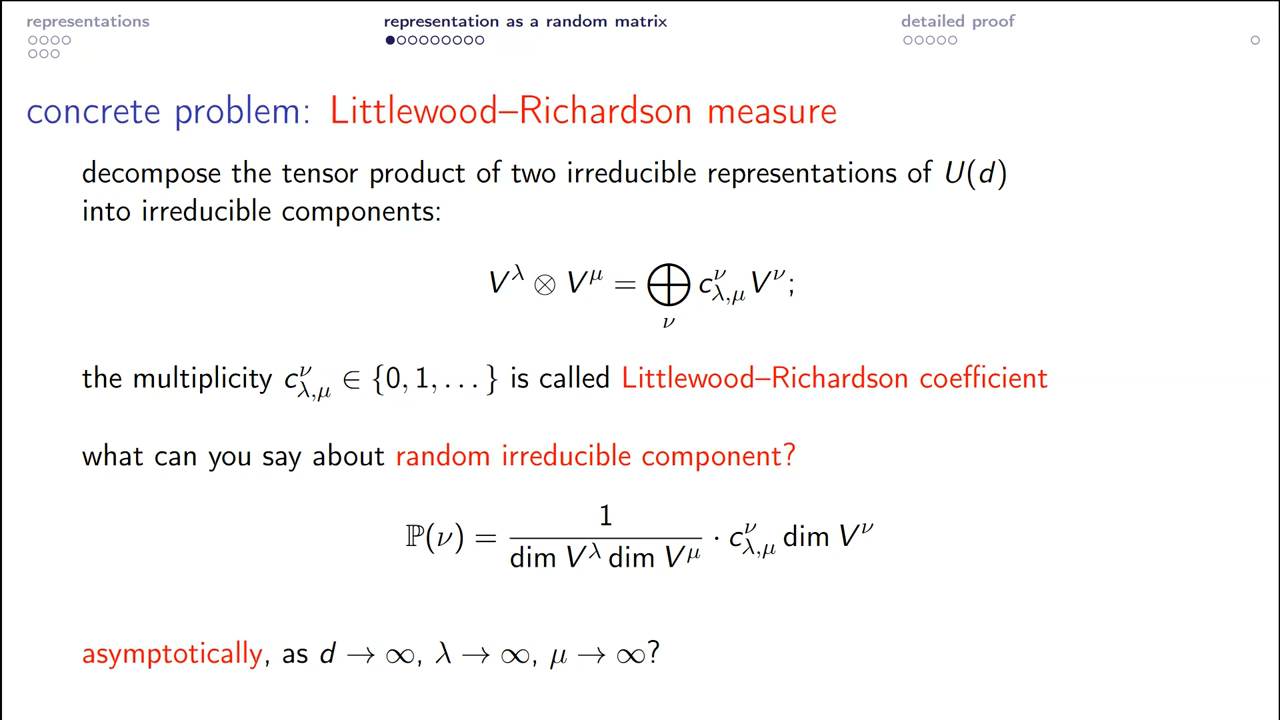 representations
representation as a random matrix
detailed proof
concrete problem: Littlewood–Richardson measure
decompose the tensor product of two irreducible representations of U(d)
into irreducible components:
V^λ ⊗ V^μ = ⊕_ν c^ν_{λ,μ} V^ν;
the multiplicity c^ν_{λ,μ} ∈ {0, 1, . . . } is called Littlewood–Richardson coefficient
what can you say about random irreducible component?
ℙ(ν) = 1 / (dim V^λ dim V^μ) · c^ν_{λ,μ} dim V^ν
asymptotically, as d → ∞, λ → ∞, μ → ∞?